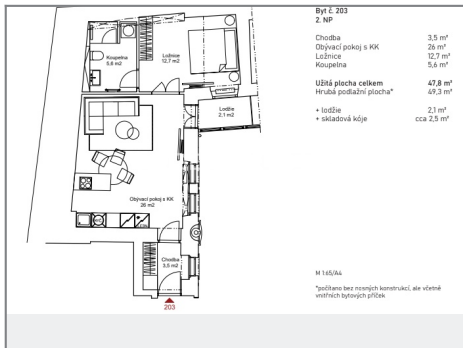 Byt č. 203
2. NP
Chodba 3,5 m²
Obývací pokoj s KK 26 m²
Ložnice 12,7 m²
Koupelna 5,6 m²
Užitá plocha celkem 47,8 m²
Hrubá podlažní plocha* 49,3 m²
+ lodžie 2,1 m²
+ skladová kóje cca 2,5 m²
Koupelna
5,6 m2
Ložnice
12,7 m2
Lodžie
2,1 m2
Obývací pokoj s KK
26 m2
Chodba
3,5 m2
203
M 1:65/A4
*počítano bez nosných konstrukcí, ale včetně
vnitřních bytových příček